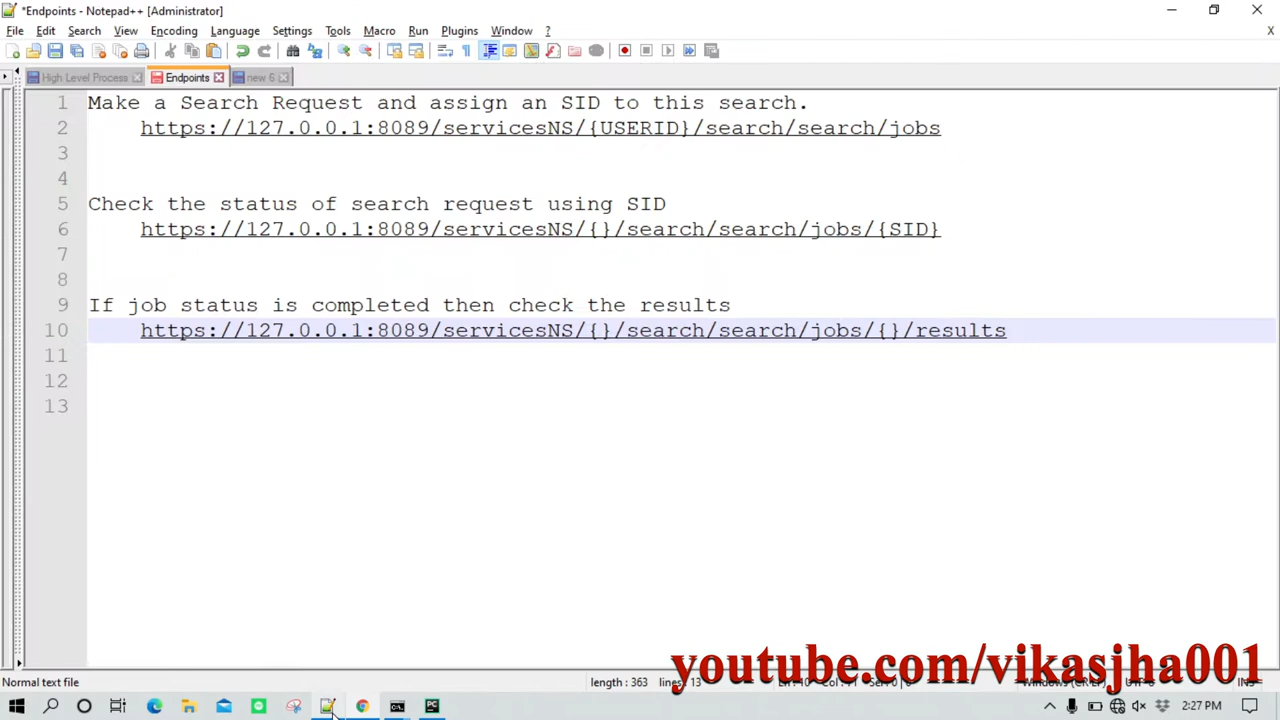 *Endpoints - Notepad++ [Administrator]
File Edit Search View Encoding Language Settings Tools Macro Run Plugins Window ? X
High Level Process Endpoints new 6
1 Make a Search Request and assign an SID to this search.
2 https://127.0.0.1:8089/servicesNS/{USERID}/search/search/jobs
3
4
5 Check the status of search request using SID
6 https://127.0.0.1:8089/servicesNS/{}/search/search/jobs/{SID}
7
8
9 If job status is completed then check the results
10 https://127.0.0.1:8089/servicesNS/{}/search/search/jobs/{}/results
11
12
13
youtube.com/vikasjha001
Normal text file length : 363 lines: 13
2:27 PM